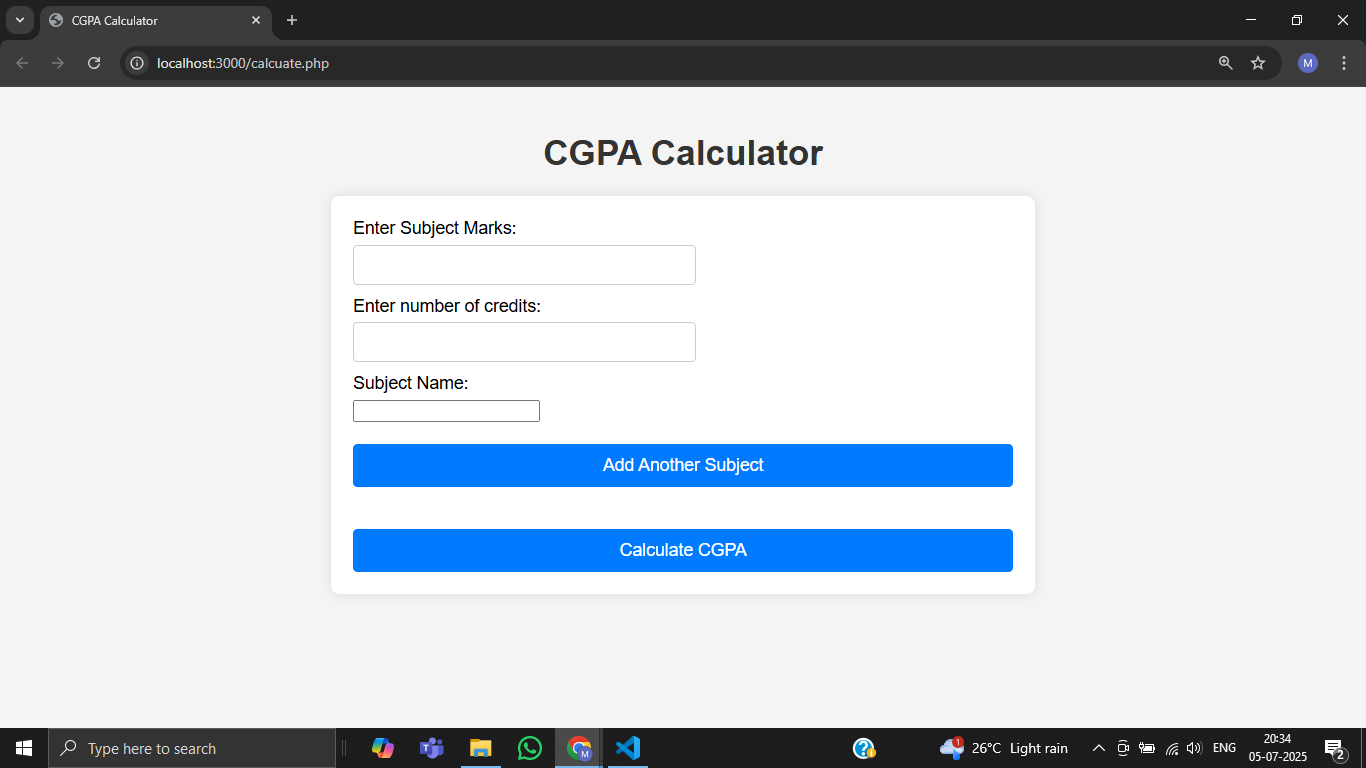 CGPA Calculator
localhost:3000/calcuate.php
M
CGPA Calculator
Enter Subject Marks:
Enter number of credits:
Subject Name:
Add Another Subject
Calculate CGPA
Type here to search
M
1
26°C Light rain
ENG
20:34
05-07-2025
2